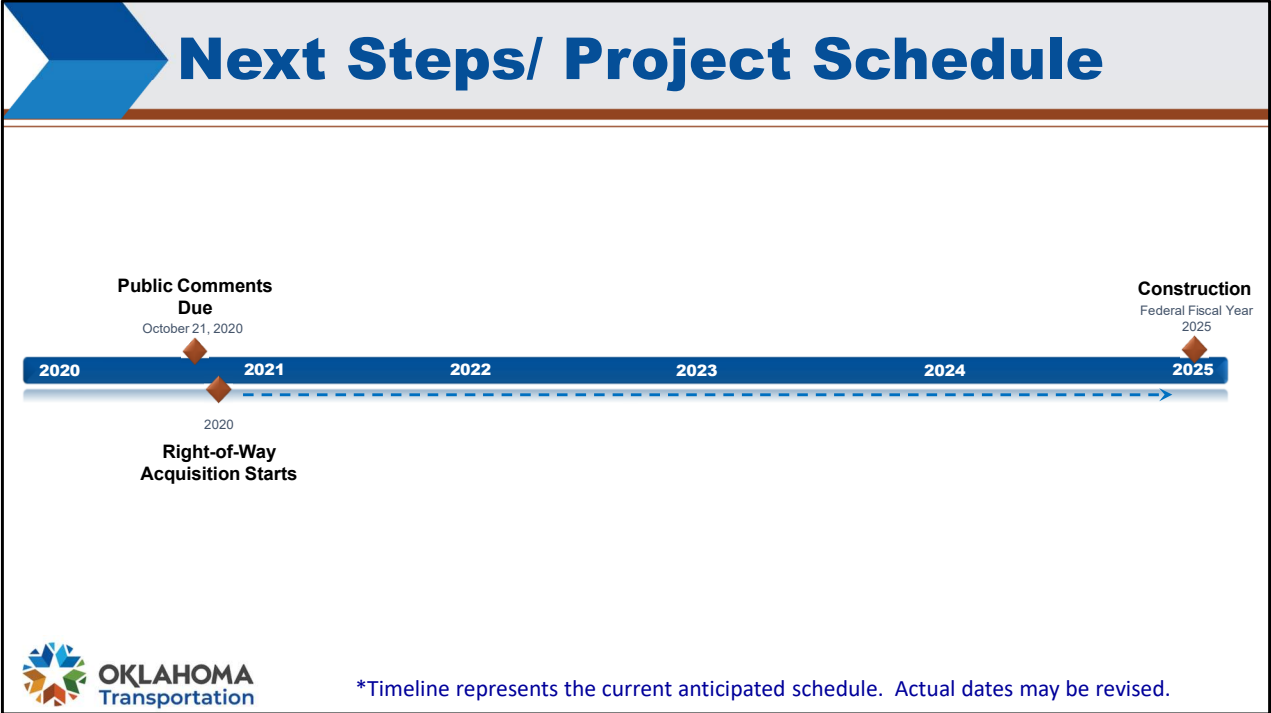 Next Steps/ Project Schedule
Public Comments
Due
October 21, 2020
Construction
Federal Fiscal Year
2025
2020
2021
2022
2023
2024
2025
2020
Right-of-Way
Acquisition Starts
OKLAHOMA
Transportation
*Timeline represents the current anticipated schedule.  Actual dates may be revised.